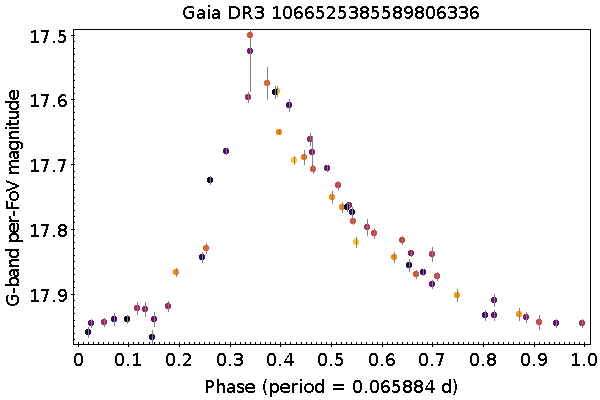 Gaia DR3 1066525385589806336
17.5
17.6
17.7
17.8
17.9
G-band per-FoV magnitude
0 0.1 0.2 0.3 0.4 0.5 0.6 0.7 0.8 0.9 1.0
Phase (period = 0.065884 d)